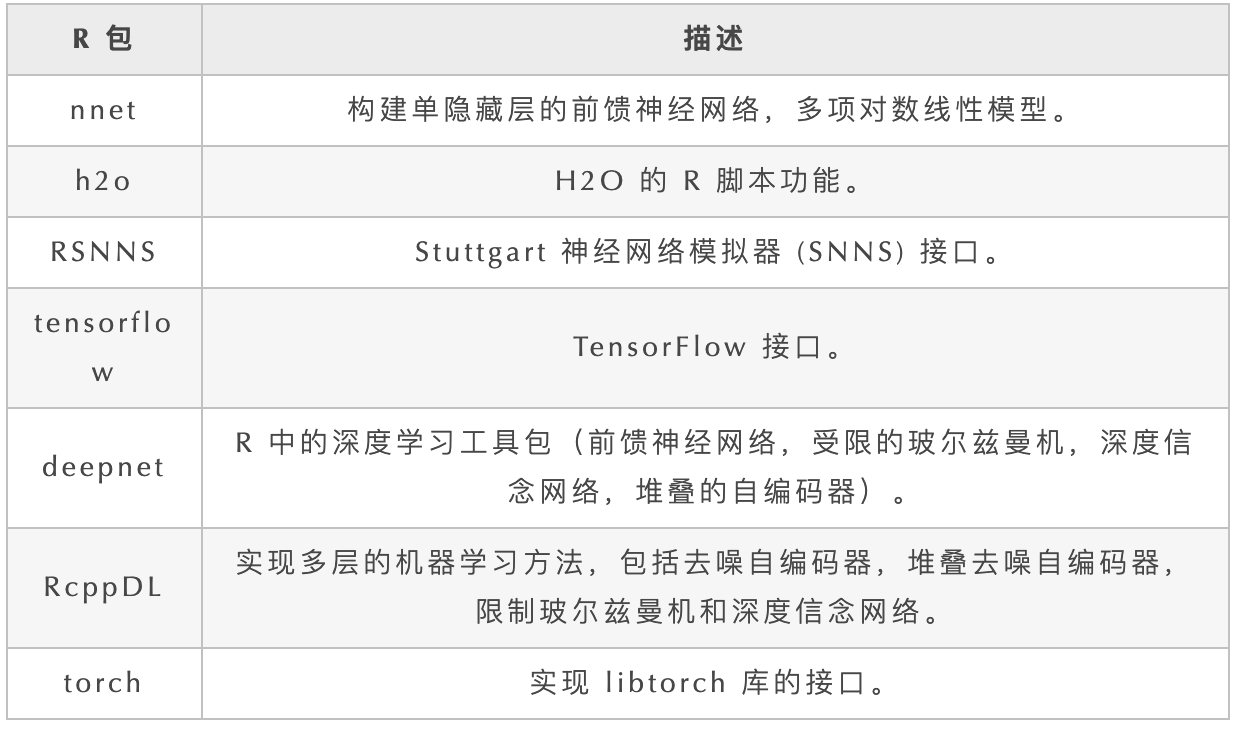 R 包
描述
nnet
构建单隐藏层的前馈神经网络，多项对数线性模型。
h2o
H2O 的 R 脚本功能。
RSNNS
Stuttgart 神经网络模拟器 (SNNS) 接口。
tensorflo
w
TensorFlow 接口。
deepnet
R 中的深度学习工具包（前馈神经网络，受限的玻尔兹曼机，深度信
念网络，堆叠的自编码器）。
RcppDL
实现多层的机器学习方法，包括去噪自编码器，堆叠去噪自编码器，
限制玻尔兹曼机和深度信念网络。
torch
实现 libtorch 库的接口。